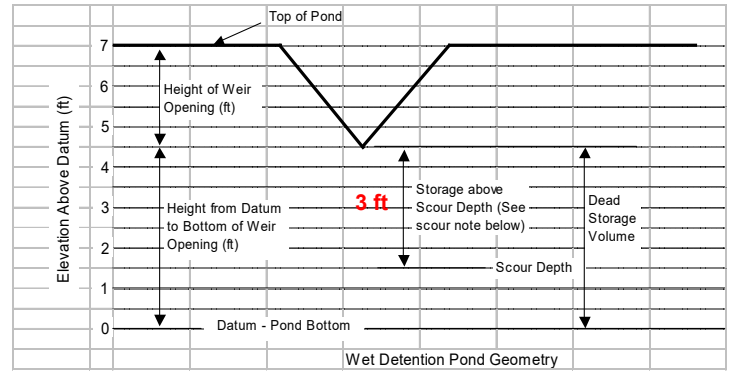 Top of Pond
7
6
5
4
3
2
1
0
Elevation Above Datum (ft)
Height of Weir
Opening (ft)
Height from Datum
to Bottom of Weir
Opening (ft)
3 ft
Storage above
Scour Depth (See
scour note below)
Dead
Storage
Volume
Scour Depth
Datum - Pond Bottom
Wet Detention Pond Geometry